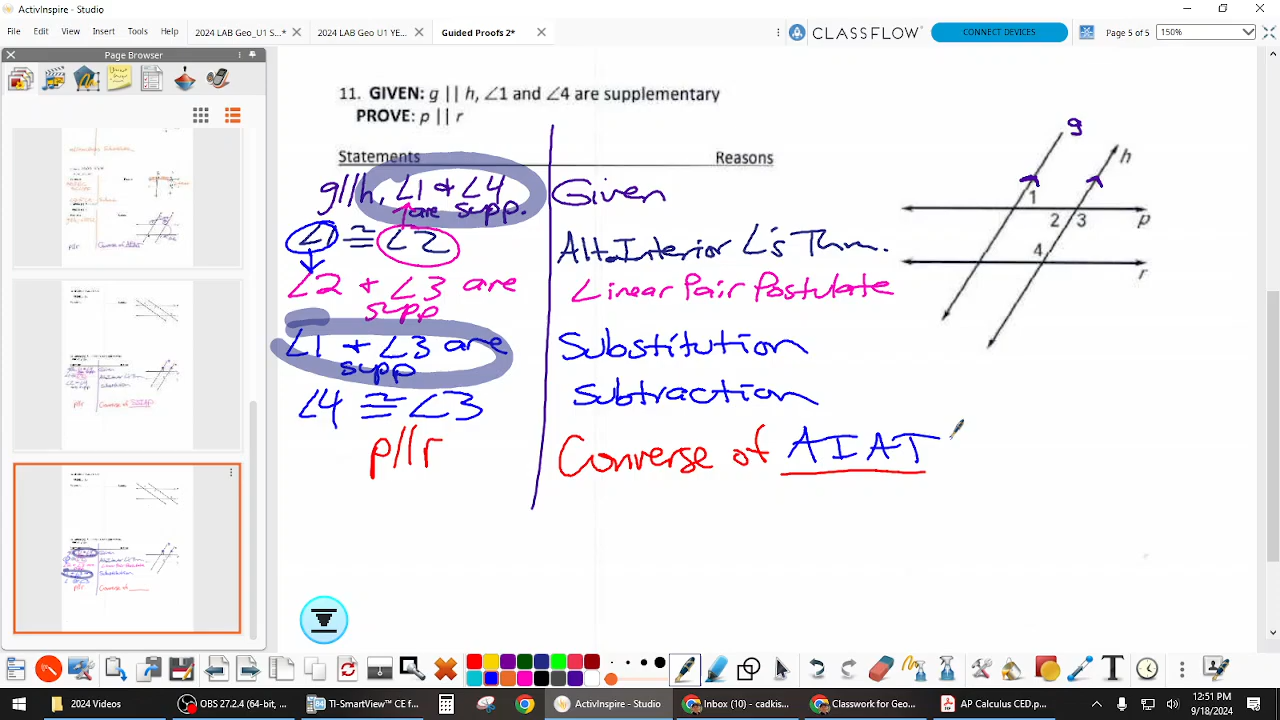 ActivInspire - Studio
File Edit View Insert Tools Help
2024 LAB Geo_U1 S...*
2024 LAB Geo U1 YE...
Guided Proofs 2*
CLASSFLOW
CONNECT DEVICES
Page 5 of 5
150%
Page Browser
11. GIVEN: g || h, ∠1 and ∠4 are supplementary
PROVE: p || r
Statements Reasons
g//h, ∠1 + ∠4 are supp. Given
∠1 ≅ ∠2 Alt. Interior ∠'s Thm.
∠2 + ∠3 are supp Linear Pair Postulate
∠1 + ∠3 are supp Substitution
∠4 ≅ ∠3 Subtraction
p//r Converse of AIAT
g
h
1
2 3
p
4
r
2024 Videos
OBS 27.2.4 (64-bit, ...
TI-SmartView™ CE f...
ActivInspire - Studio
Inbox (10) - cadkis...
Classwork for Geo...
AP Calculus CED.p...
12:51 PM
9/18/2024